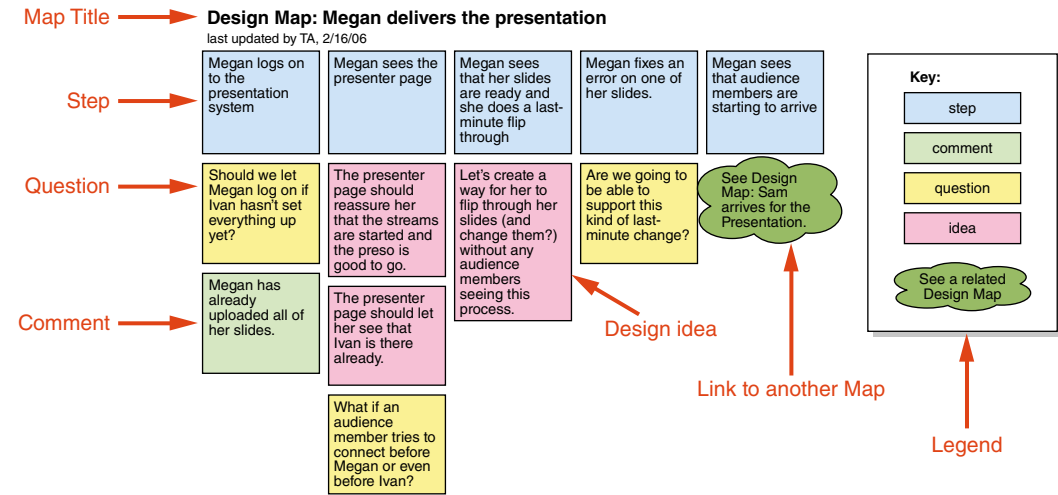 Map Title
Design Map: Megan delivers the presentation
last updated by TA, 2/16/06
Step
Megan logs on
to the
presentation
system
Megan sees the
presenter page
Megan sees
that her slides
are ready and
she does a last-
minute flip
through
Megan fixes an
error on one of
her slides.
Megan sees
that audience
members are
starting to arrive
Question
Should we let
Megan log on if
Ivan hasn't set
everything up
yet?
The presenter
page should
reassure her
that the streams
are started and
the preso is
good to go.
Let's create a
way for her to
flip through her
slides (and
change them?)
without any
audience
members
seeing this
process.
Are we going to
be able to
support this
kind of last-
minute change?
See Design
Map: Sam
arrives for the
Presentation.
Comment
Megan has
already
uploaded all of
her slides.
The presenter
page should let
her see that
Ivan is there
already.
What if an
audience
member tries to
connect before
Megan or even
before Ivan?
Design idea
Link to another Map
Key:
step
comment
question
idea
See a related
Design Map
Legend